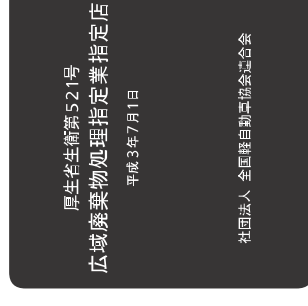 厚生省生衛第521号
広域廃棄物処理指定業指定店
平成3年7月1日
社団法人 全国軽自動車協会連合会